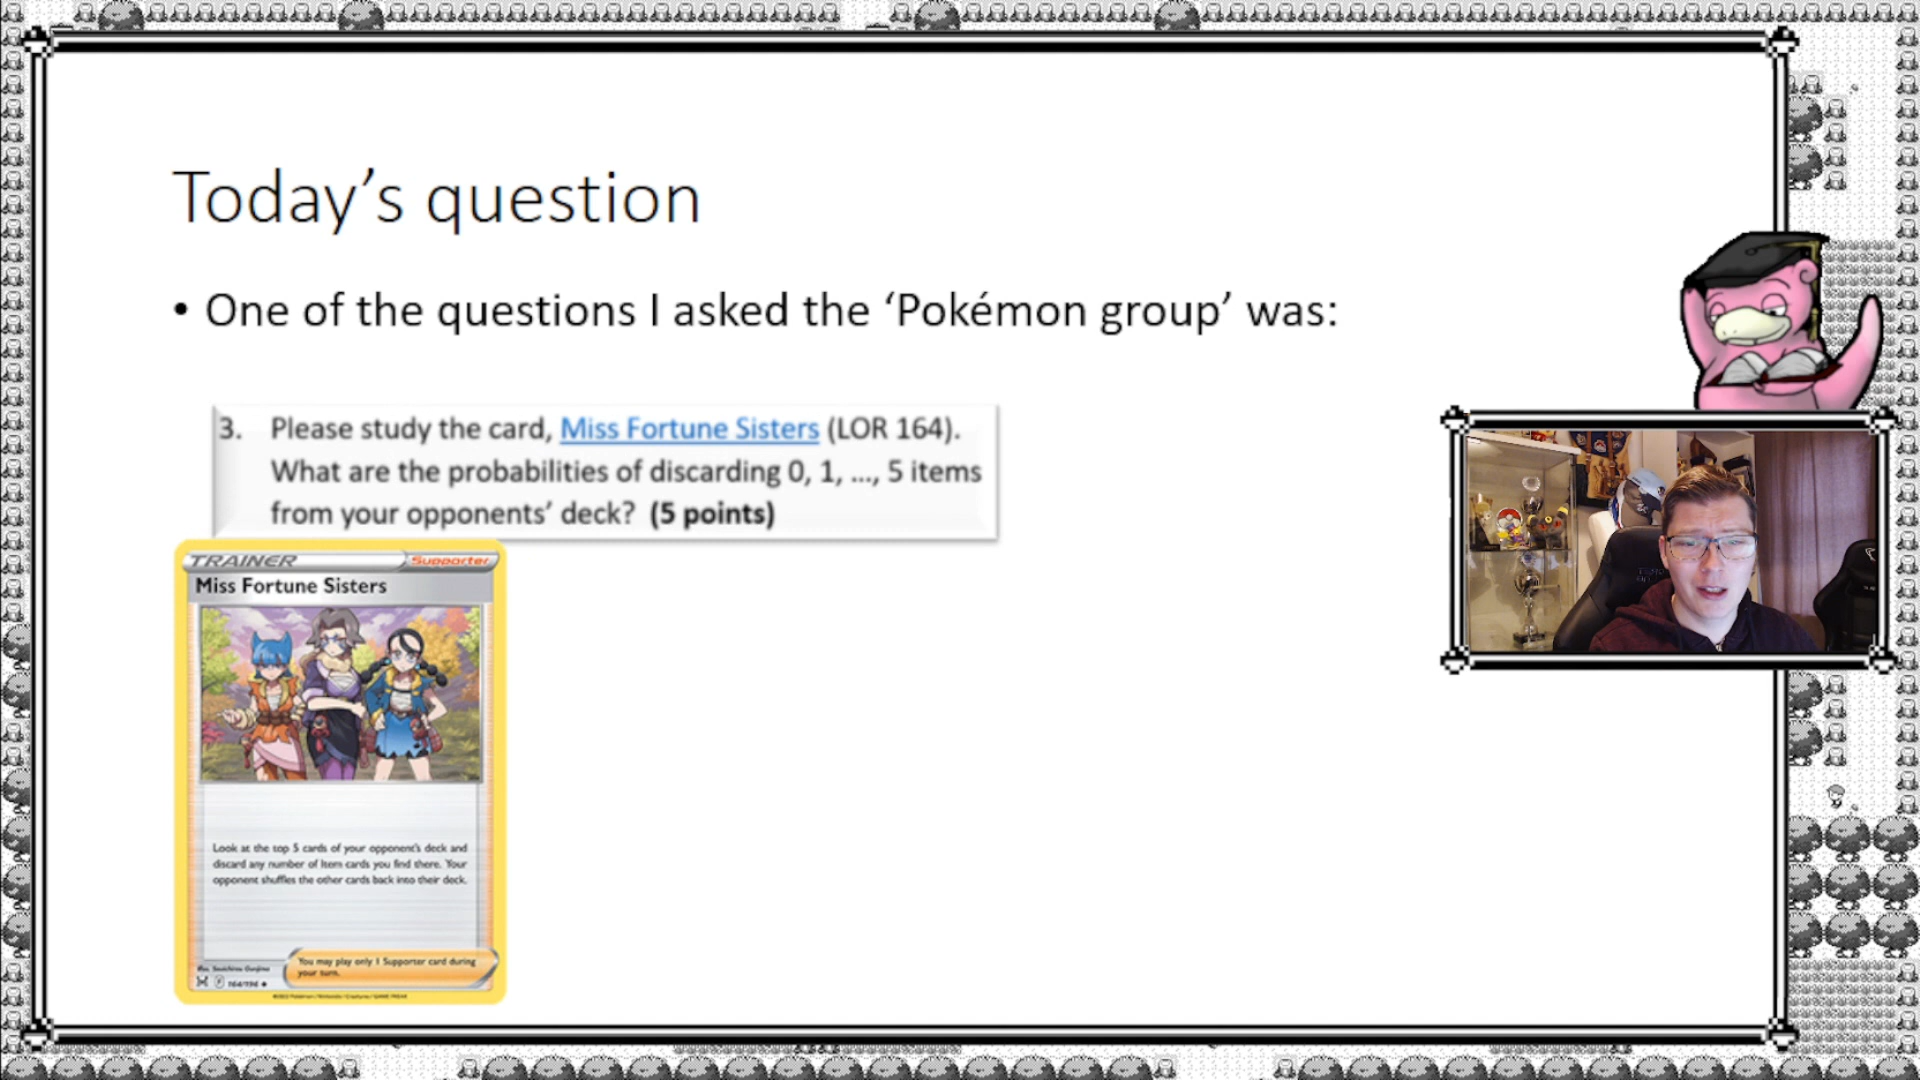 Today’s question
• One of the questions I asked the ‘Pokémon group’ was:
3. Please study the card, Miss Fortune Sisters (LOR 164).
What are the probabilities of discarding 0, 1, ..., 5 items
from your opponents’ deck? (5 points)
TRAINER Supporter
Miss Fortune Sisters
Look at the top 5 cards of your opponent's deck and
discard any number of Item cards you find there. Your
opponent shuffles the other cards back into their deck.
You may play only 1 Supporter card during
your turn.
164/196